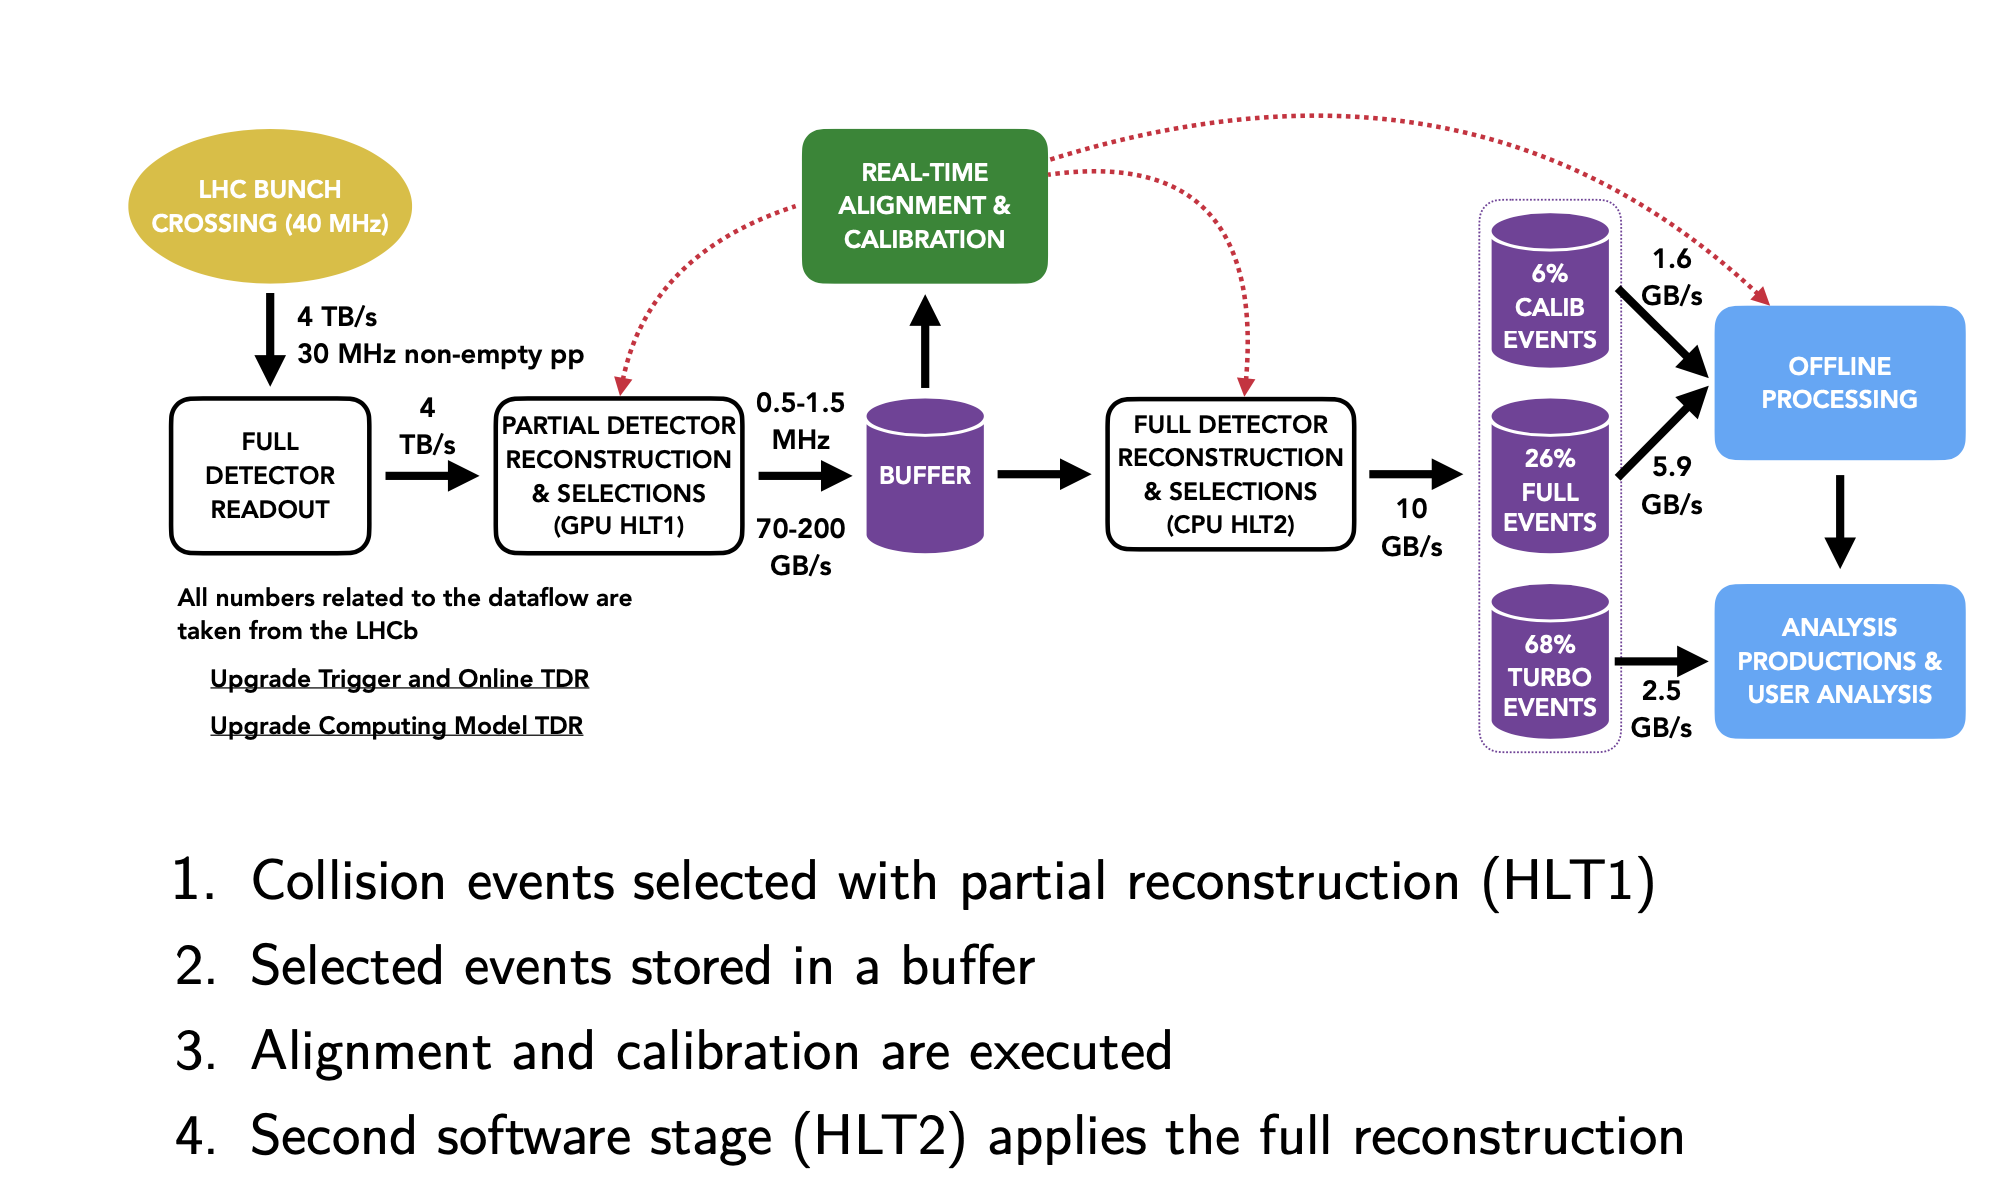 LHC BUNCH
CROSSING (40 MHz)
4 TB/s
30 MHz non-empty pp
FULL
DETECTOR
READOUT
4
TB/s
PARTIAL DETECTOR
RECONSTRUCTION
& SELECTIONS
(GPU HLT1)
0.5-1.5
MHz
70-200
GB/s
REAL-TIME
ALIGNMENT &
CALIBRATION
BUFFER
FULL DETECTOR
RECONSTRUCTION
& SELECTIONS
(CPU HLT2)
10
GB/s
6%
CALIB
EVENTS
26%
FULL
EVENTS
68%
TURBO
EVENTS
1.6
GB/s
5.9
GB/s
2.5
GB/s
OFFLINE
PROCESSING
ANALYSIS
PRODUCTIONS &
USER ANALYSIS
All numbers related to the dataflow are
taken from the LHCb
Upgrade Trigger and Online TDR
Upgrade Computing Model TDR
1. Collision events selected with partial reconstruction (HLT1)
2. Selected events stored in a buffer
3. Alignment and calibration are executed
4. Second software stage (HLT2) applies the full reconstruction